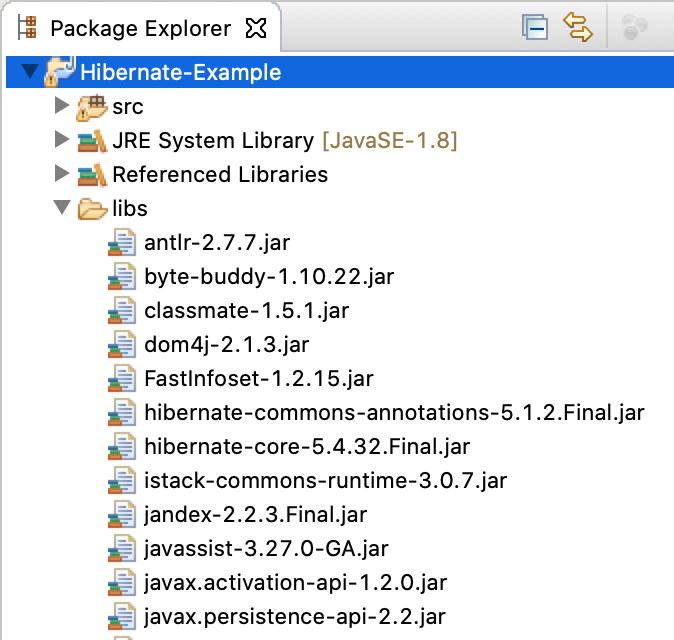 Package Explorer
Hibernate-Example
src
JRE System Library [JavaSE-1.8]
Referenced Libraries
libs
antlr-2.7.7.jar
byte-buddy-1.10.22.jar
classmate-1.5.1.jar
dom4j-2.1.3.jar
FastInfoset-1.2.15.jar
hibernate-commons-annotations-5.1.2.Final.jar
hibernate-core-5.4.32.Final.jar
istack-commons-runtime-3.0.7.jar
jandex-2.2.3.Final.jar
javassist-3.27.0-GA.jar
javax.activation-api-1.2.0.jar
javax.persistence-api-2.2.jar